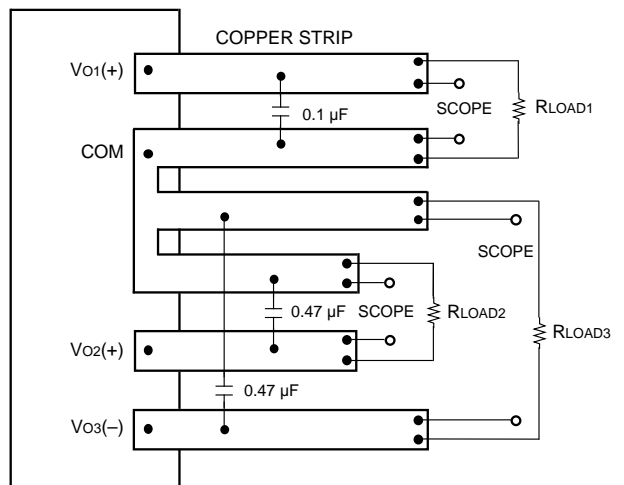 COPPER STRIP
VO1(+)
SCOPE
0.1 µF
RLOAD1
COM
SCOPE
0.47 µF
SCOPE
RLOAD2
RLOAD3
VO2(+)
0.47 µF
VO3(–)
SCOPE